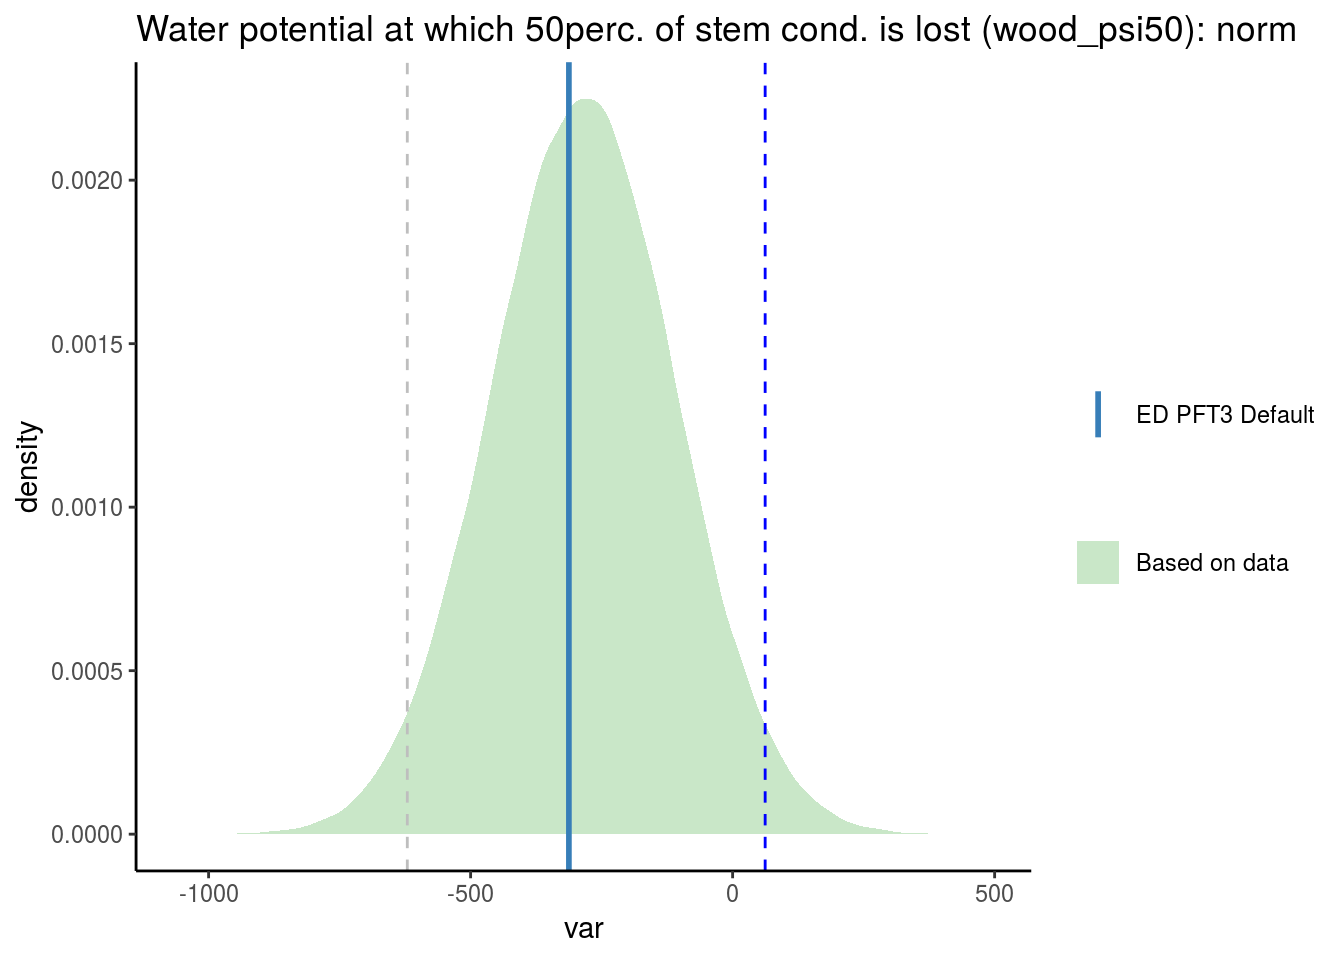 Water potential at which 50perc. of stem cond. is lost (wood_psi50): norm
density
0.0020
0.0015
0.0010
0.0005
0.0000
-1000
-500
0
500
var
ED PFT3 Default
Based on data